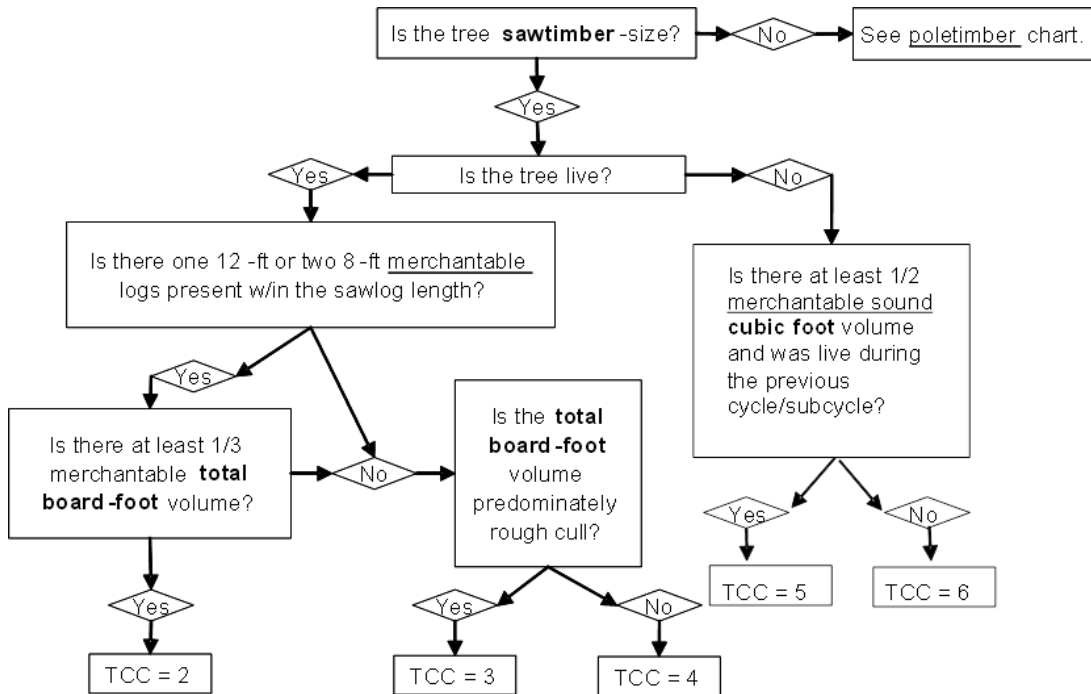 Is the tree sawtimber -size?
No
See poletimber chart.
Yes
Yes
Is the tree live?
No
Is there one 12 -ft or two 8 -ft merchantable
logs present w/in the sawlog length?
Is there at least 1/2
merchantable sound
cubic foot volume
and was live during
the previous
cycle/subcycle?
Yes
Is there at least 1/3
merchantable total
board -foot volume?
No
Is the total
board -foot
volume
predominately
rough cull?
Yes
No
TCC = 5
TCC = 6
Yes
Yes
No
TCC = 2
TCC = 3
TCC = 4